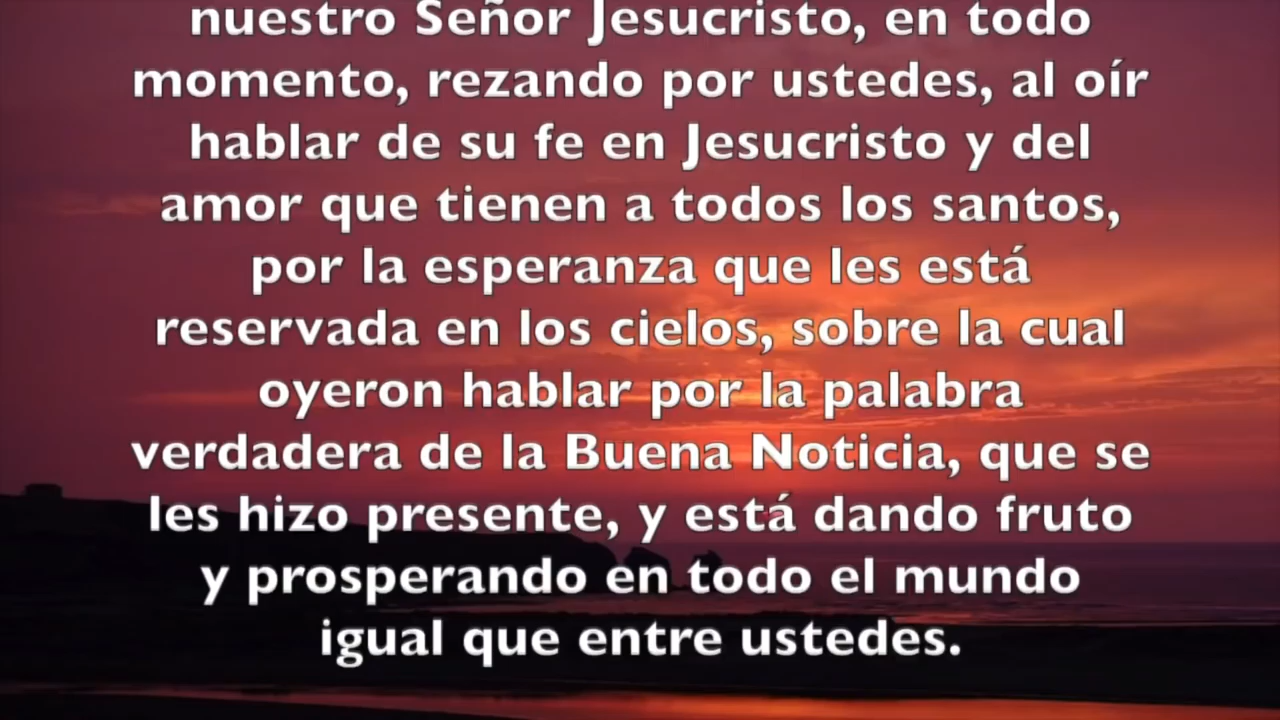 nuestro Señor Jesucristo, en todo
momento, rezando por ustedes, al oír
hablar de su fe en Jesucristo y del
amor que tienen a todos los santos,
por la esperanza que les está
reservada en los cielos, sobre la cual
oyeron hablar por la palabra
verdadera de la Buena Noticia, que se
les hizo presente, y está dando fruto
y prosperando en todo el mundo
igual que entre ustedes.